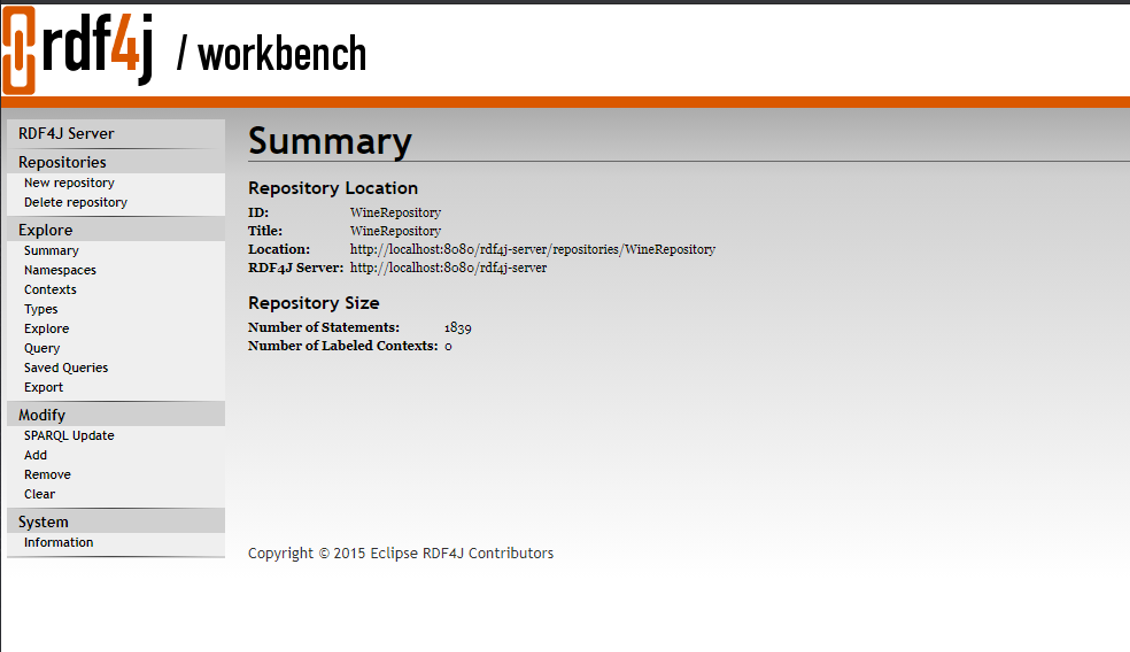 rdf4j / workbench
RDF4J Server
Repositories
New repository
Delete repository
Explore
Summary
Namespaces
Contexts
Types
Explore
Query
Saved Queries
Export
Modify
SPARQL Update
Add
Remove
Clear
System
Information
Summary
Repository Location
ID: WineRepository
Title: WineRepository
Location: http://localhost:8080/rdf4j-server/repositories/WineRepository
RDF4J Server: http://localhost:8080/rdf4j-server
Repository Size
Number of Statements: 1839
Number of Labeled Contexts: 0
Copyright © 2015 Eclipse RDF4J Contributors